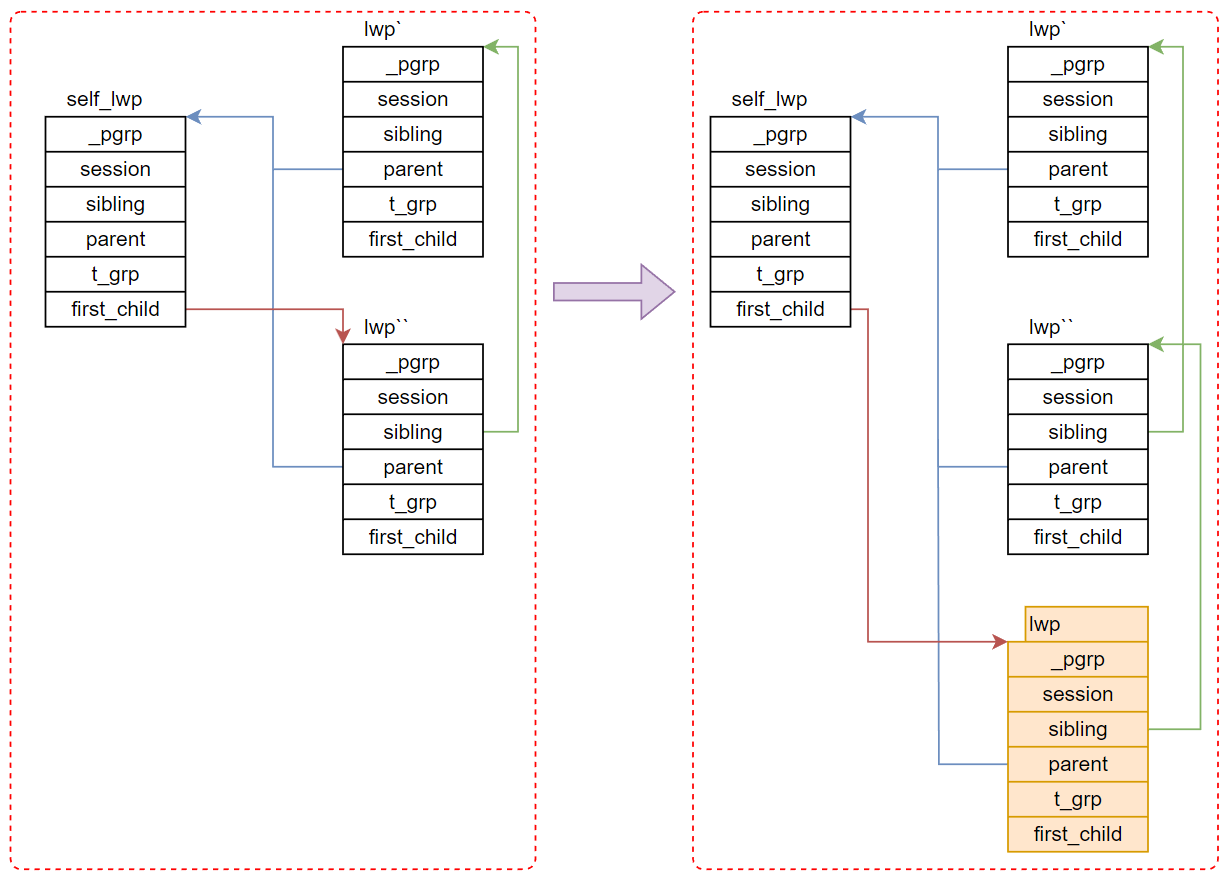 lwp`
_pgrp
session
sibling
parent
t_grp
first_child
self_lwp
_pgrp
session
sibling
parent
t_grp
first_child
lwp``
_pgrp
session
sibling
parent
t_grp
first_child
lwp`
_pgrp
session
sibling
parent
t_grp
first_child
self_lwp
_pgrp
session
sibling
parent
t_grp
first_child
lwp``
_pgrp
session
sibling
parent
t_grp
first_child
lwp
_pgrp
session
sibling
parent
t_grp
first_child